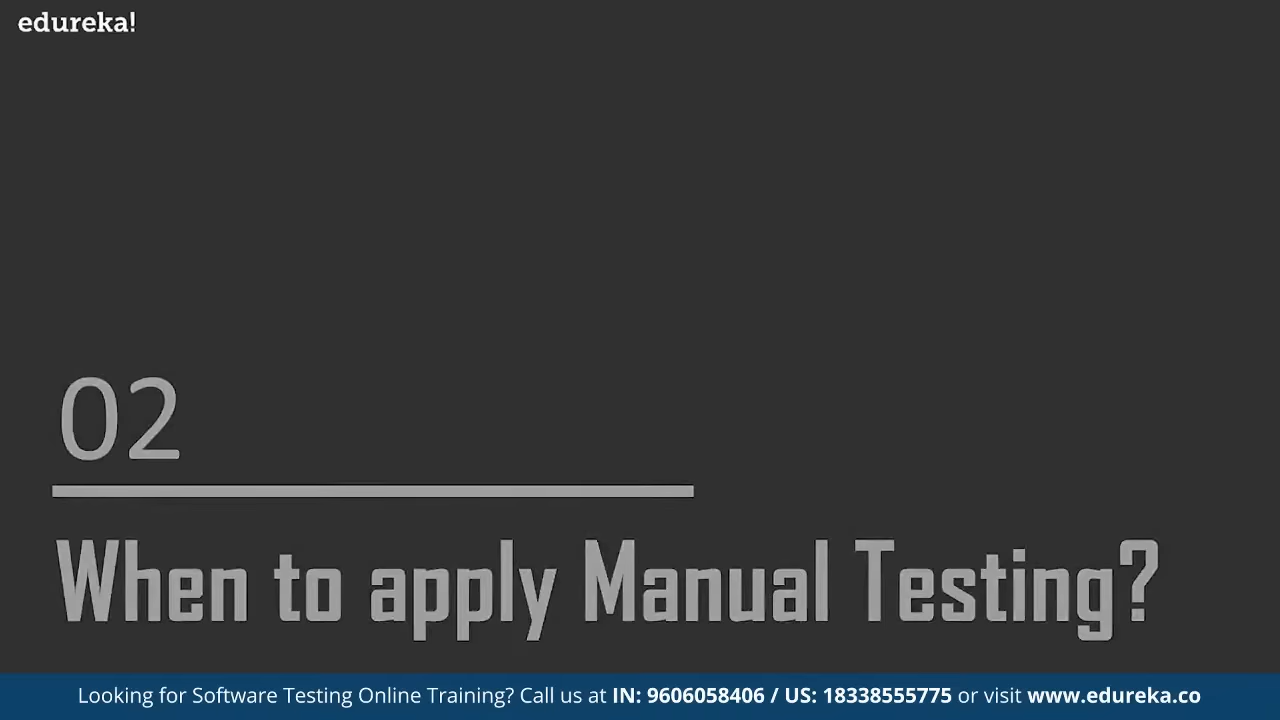 edureka!
02
When to apply Manual Testing?
Looking for Software Testing Online Training? Call us at IN: 9606058406 / US: 18338555775 or visit www.edureka.co